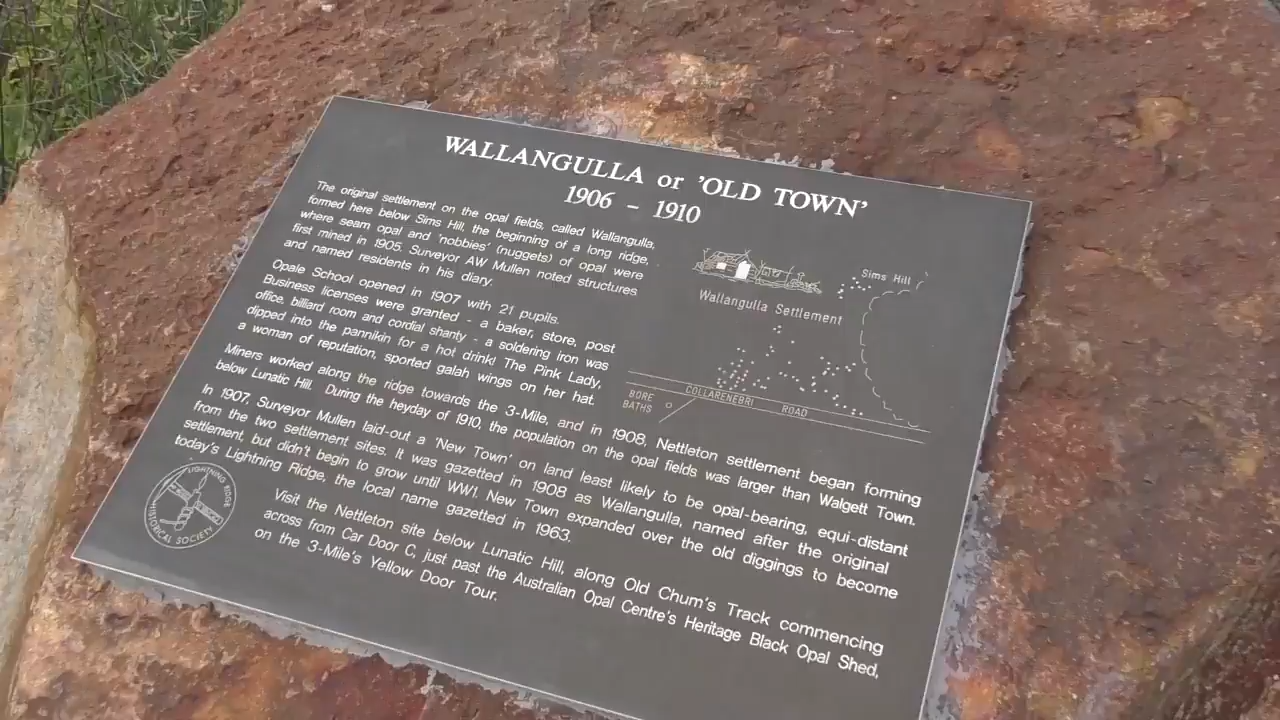 WALLANGULLA or 'OLD TOWN'
1906 - 1910
The original settlement on the opal fields, called Wallangulla,
formed here below Sims Hill, the beginning of a long ridge,
where seam opal and 'nobbies' (nuggets) of opal were
first mined in 1905. Surveyor AW Mullen noted structures
and named residents in his diary.
Opale School opened in 1907 with 21 pupils.
Business licenses were granted - a baker, store, post
office, billiard room and cordial shanty - a soldering iron was
dipped into the pannikin for a hot drink! The Pink Lady,
a woman of reputation, sported galah wings on her hat.
Wallangulla Settlement
Sims Hill
BORE
BATHS
COLLARENEBRI ROAD
Miners worked along the ridge towards the 3-Mile, and in 1908, Nettleton settlement began forming
below Lunatic Hill. During the heyday of 1910, the population on the opal fields was larger than Walgett Town.
In 1907, Surveyor Mullen laid-out a 'New Town' on land least likely to be opal-bearing, equi-distant
from the two settlement sites. It was gazetted in 1908 as Wallangulla, named after the original
settlement, but didn't begin to grow until WW1. New Town expanded over the old diggings to become
today's Lightning Ridge, the local name gazetted in 1963.
Visit the Nettleton site below Lunatic Hill, along Old Chum's Track commencing
across from Car Door C, just past the Australian Opal Centre's Heritage Black Opal Shed,
on the 3-Mile's Yellow Door Tour.
LIGHTNING RIDGE
HISTORICAL SOCIETY